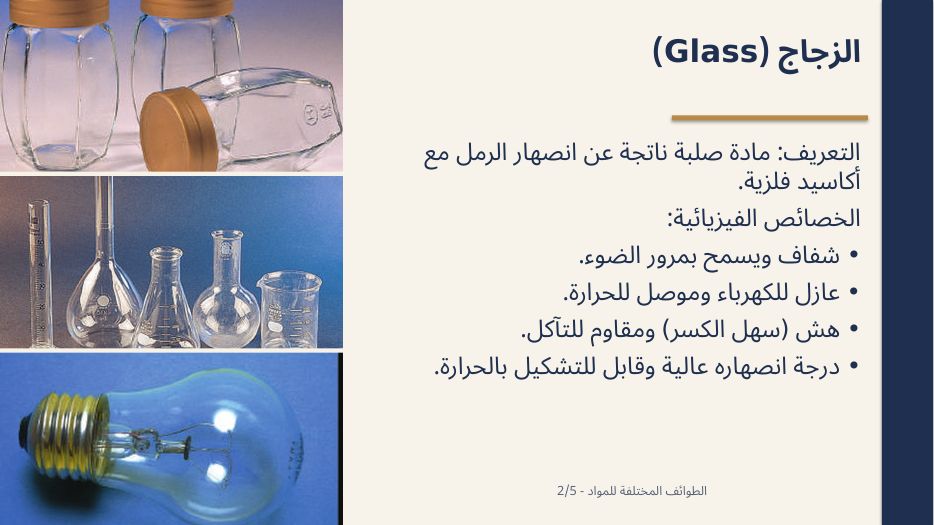 الزجاج (Glass)
التعريف: مادة صلبة ناتجة عن انصهار الرمل مع
أكاسيد فلزية.
الخصائص الفيزيائية:
• شفاف ويسمح بمرور الضوء.
• عازل للكهرباء وموصل للحرارة.
• هش (سهل الكسر) ومقاوم للتآكل.
• درجة انصهاره عالية وقابل للتشكيل بالحرارة.
الطوائف المختلفة للمواد - 2/5